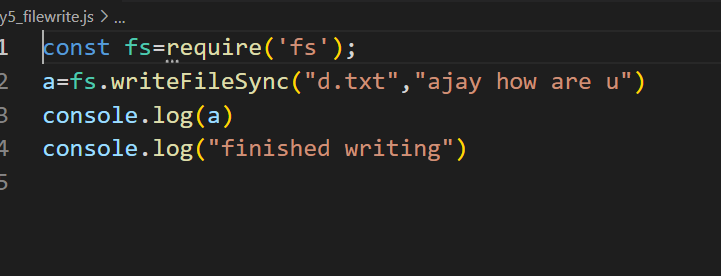 y5_filewrite.js > ...
1 const fs=require('fs');
2 a=fs.writeFileSync("d.txt","ajay how are u")
3 console.log(a)
4 console.log("finished writing")
5